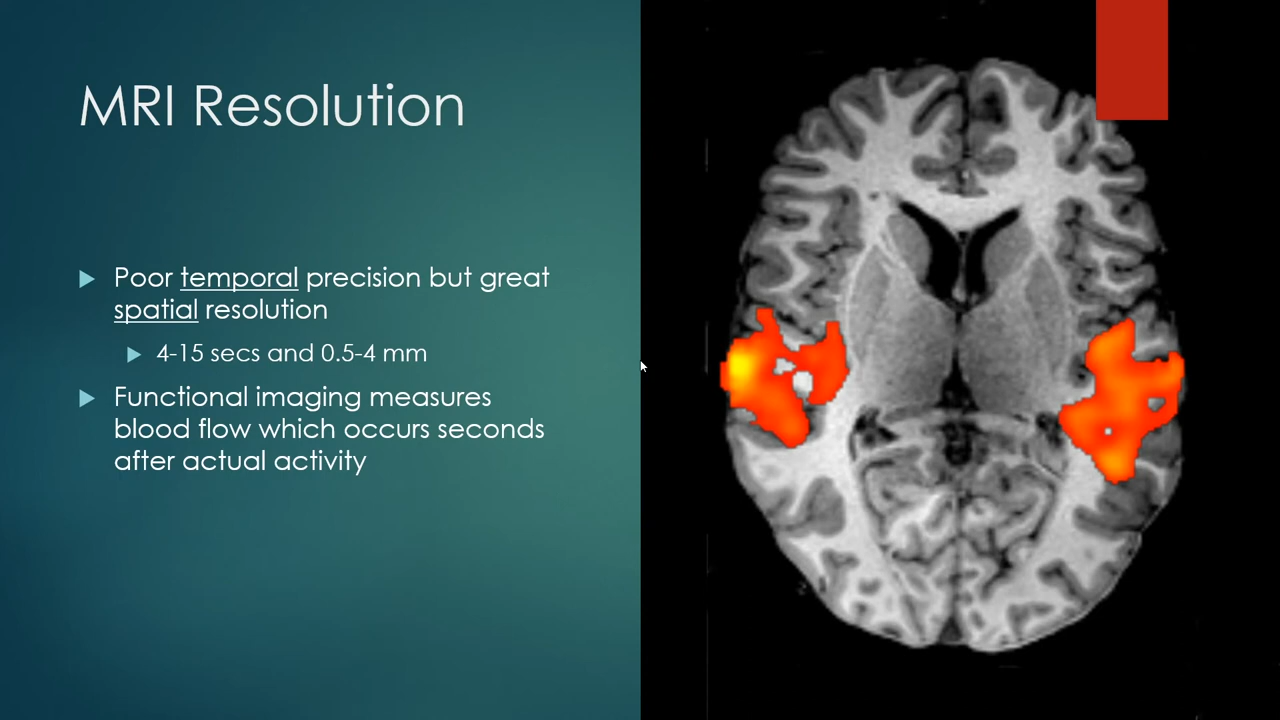 MRI Resolution
Poor temporal precision but great
spatial resolution
4-15 secs and 0.5-4 mm
Functional imaging measures
blood flow which occurs seconds
after actual activity